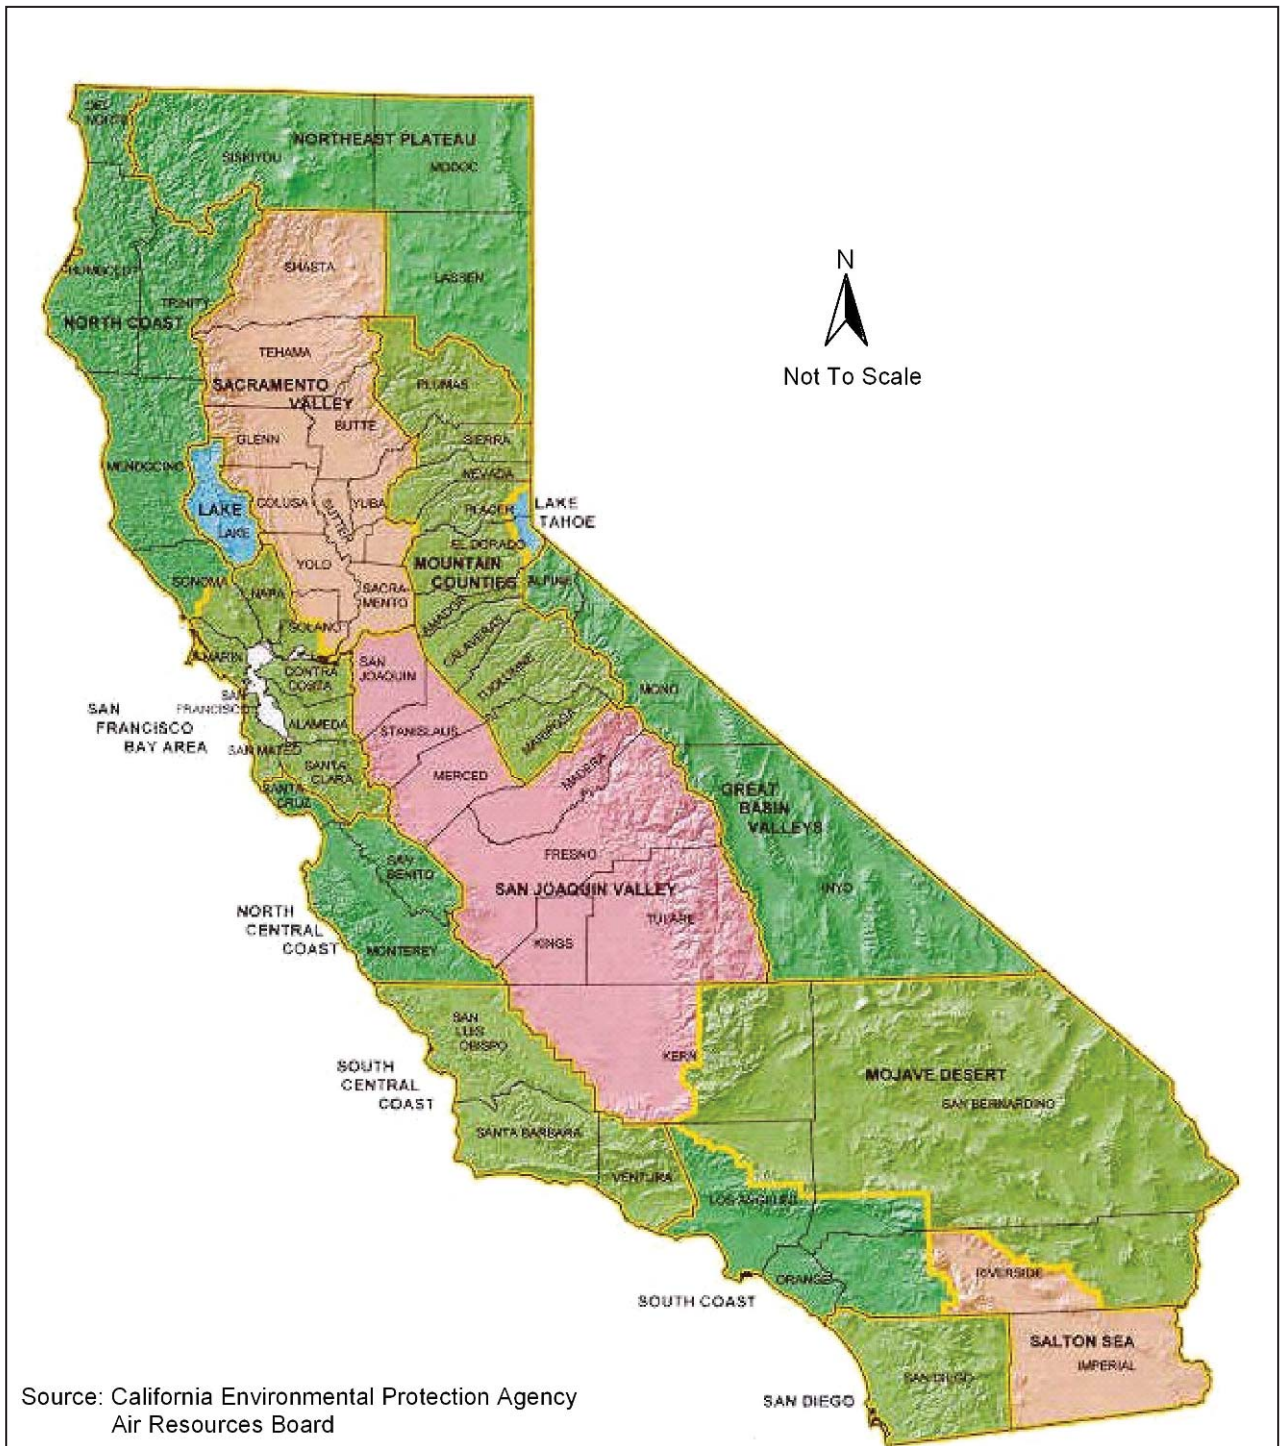 DEL
NORTE
NORTHEAST PLATEAU
SISKIYOU
MODOC
SHASTA
LASSEN
HUMBOLDT
TRINITY
NORTH COAST
N
Not To Scale
TEHAMA
SACRAMENTO
VALLEY
PLUMAS
BUTTE
GLENN
SIERRA
MENDOCINO
NEVADA
LAKE
LAKE
COLUSA
SUTTER
YUBA
PLACER
LAKE
TAHOE
EL DORADO
YOLO
MOUNTAIN
COUNTIES
ALPINE
SONOMA
NAPA
SACRA-
MENTO
AMADOR
SOLANO
CALAVERAS
MARIN
CONTRA
COSTA
SAN
JOAQUIN
TUOLUMNE
MONO
SAN
FRANCISCO
SAN
FRANCISCO
BAY AREA
ALAMEDA
STANISLAUS
MARIPOSA
SAN MATEO
SANTA
CLARA
MERCED
MADERA
SANTA
CRUZ
GREAT
BASIN
VALLEYS
SAN
BENITO
FRESNO
SAN JOAQUIN VALLEY
INYO
NORTH
CENTRAL
COAST
TULARE
KINGS
MONTEREY
SAN
LUIS
OBISPO
KERN
SOUTH
CENTRAL
COAST
MOJAVE DESERT
SAN BERNARDINO
SANTA BARBARA
VENTURA
LOS ANGELES
ORANGE
RIVERSIDE
SOUTH COAST
SALTON SEA
IMPERIAL
SAN DIEGO
SAN DIEGO
Source: California Environmental Protection Agency
Air Resources Board